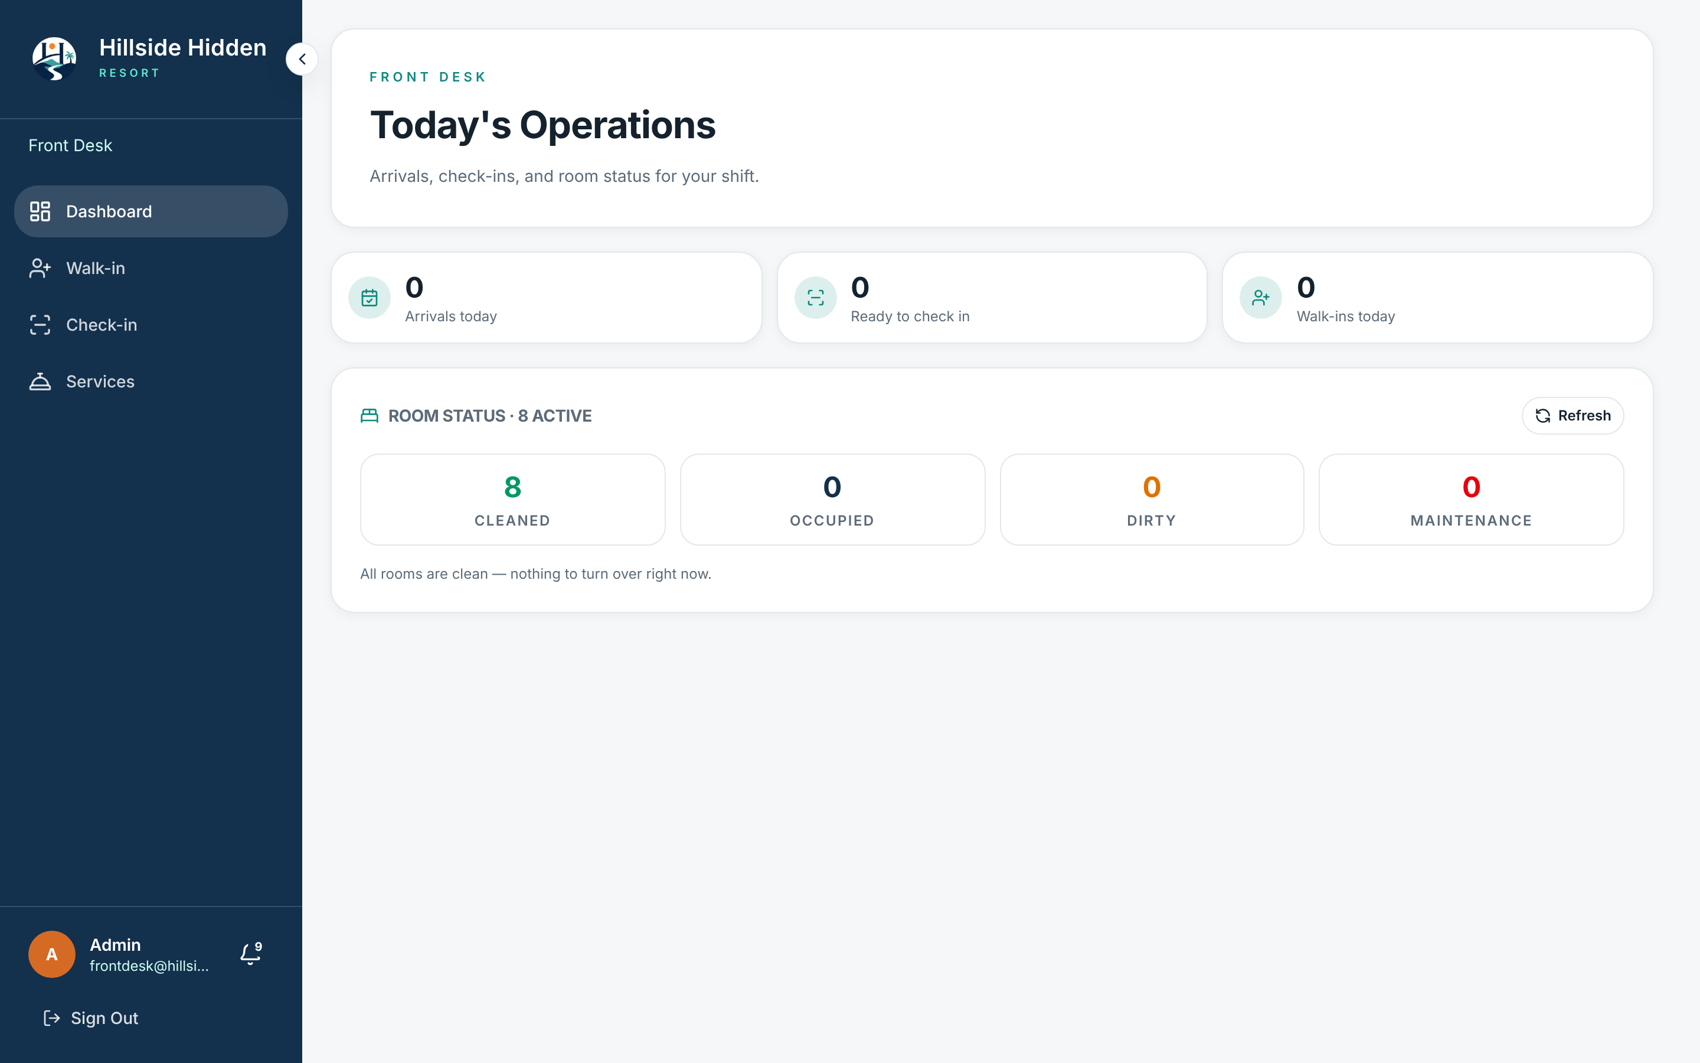 Hillside Hidden
RESORT
Front Desk
Dashboard
Walk-in
Check-in
Services
Admin
frontdesk@hillsi...
9
Sign Out
FRONT DESK
Today's Operations
Arrivals, check-ins, and room status for your shift.
0
Arrivals today
0
Ready to check in
0
Walk-ins today
ROOM STATUS · 8 ACTIVE
Refresh
8
CLEANED
0
OCCUPIED
0
DIRTY
0
MAINTENANCE
All rooms are clean — nothing to turn over right now.
A